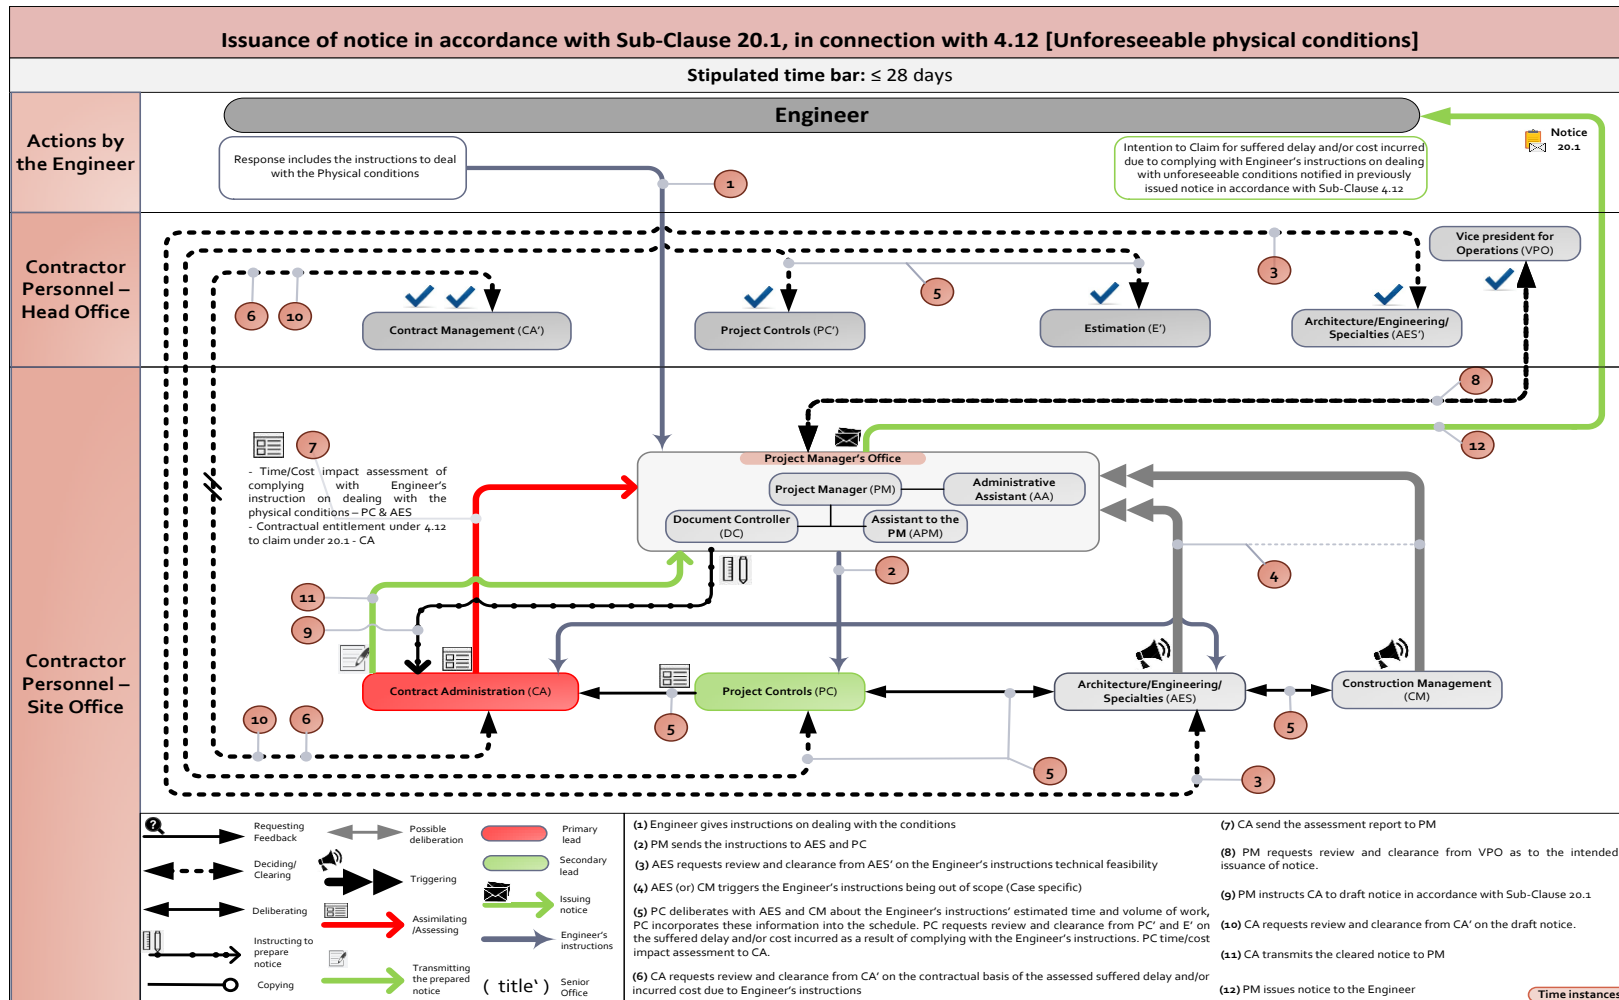 Issuance of notice in accordance with Sub-Clause 20.1, in connection with 4.12 [Unforeseeable physical conditions]
Stipulated time bar: ≤ 28 days
Actions by
the Engineer
Engineer
Response includes the instructions to deal
with the Physical conditions
1
Intention to Claim for suffered delay and/or cost incurred
due to complying with Engineer's instructions on dealing
with unforeseeable conditions notified in previously
issued notice in accordance with Sub-Clause 4.12
Notice
20.1
Contractor
Personnel –
Head Office
6
10
Contract Management (CA')
Project Controls (PC')
5
Estimation (E')
3
Architecture/Engineering/
Specialties (AES')
Vice president for
Operations (VPO)
Contractor
Personnel –
Site Office
8
12
7
- Time/Cost impact assessment of
complying with Engineer's
instruction on dealing with the
physical conditions – PC & AES
- Contractual entitlement under 4.12
to claim under 20.1 - CA
Project Manager's Office
Project Manager (PM)
Administrative
Assistant (AA)
Document Controller
(DC)
Assistant to the
PM (APM)
2
4
11
9
Contract Administration (CA)
Project Controls (PC)
Architecture/Engineering/
Specialties (AES)
Construction Management
(CM)
5
5
10
6
5
3
Requesting
Feedback
Deciding/
Clearing
Deliberating
Instructing to
prepare
notice
Copying
Possible
deliberation
Triggering
Assimilating
/Assessing
Transmitting
the prepared
notice
Primary
lead
Secondary
lead
Issuing
notice
Engineer's
instructions
( title' )
Senior
Office
(1) Engineer gives instructions on dealing with the conditions
(2) PM sends the instructions to AES and PC
(3) AES requests review and clearance from AES' on the Engineer's instructions technical feasibility
(4) AES (or) CM triggers the Engineer's instructions being out of scope (Case specific)
(5) PC deliberates with AES and CM about the Engineer's instructions' estimated time and volume of work,
PC incorporates these information into the schedule. PC requests review and clearance from PC' and E' on
the suffered delay and/or cost incurred as a result of complying with the Engineer's instructions. PC time/cost
impact assessment to CA.
(6) CA requests review and clearance from CA' on the contractual basis of the assessed suffered delay and/or
incurred cost due to Engineer's instructions
(7) CA send the assessment report to PM
(8) PM requests review and clearance from VPO as to the intended
issuance of notice.
(9) PM instructs CA to draft notice in accordance with Sub-Clause 20.1
(10) CA requests review and clearance from CA' on the draft notice.
(11) CA transmits the cleared notice to PM
(12) PM issues notice to the Engineer
Time instances